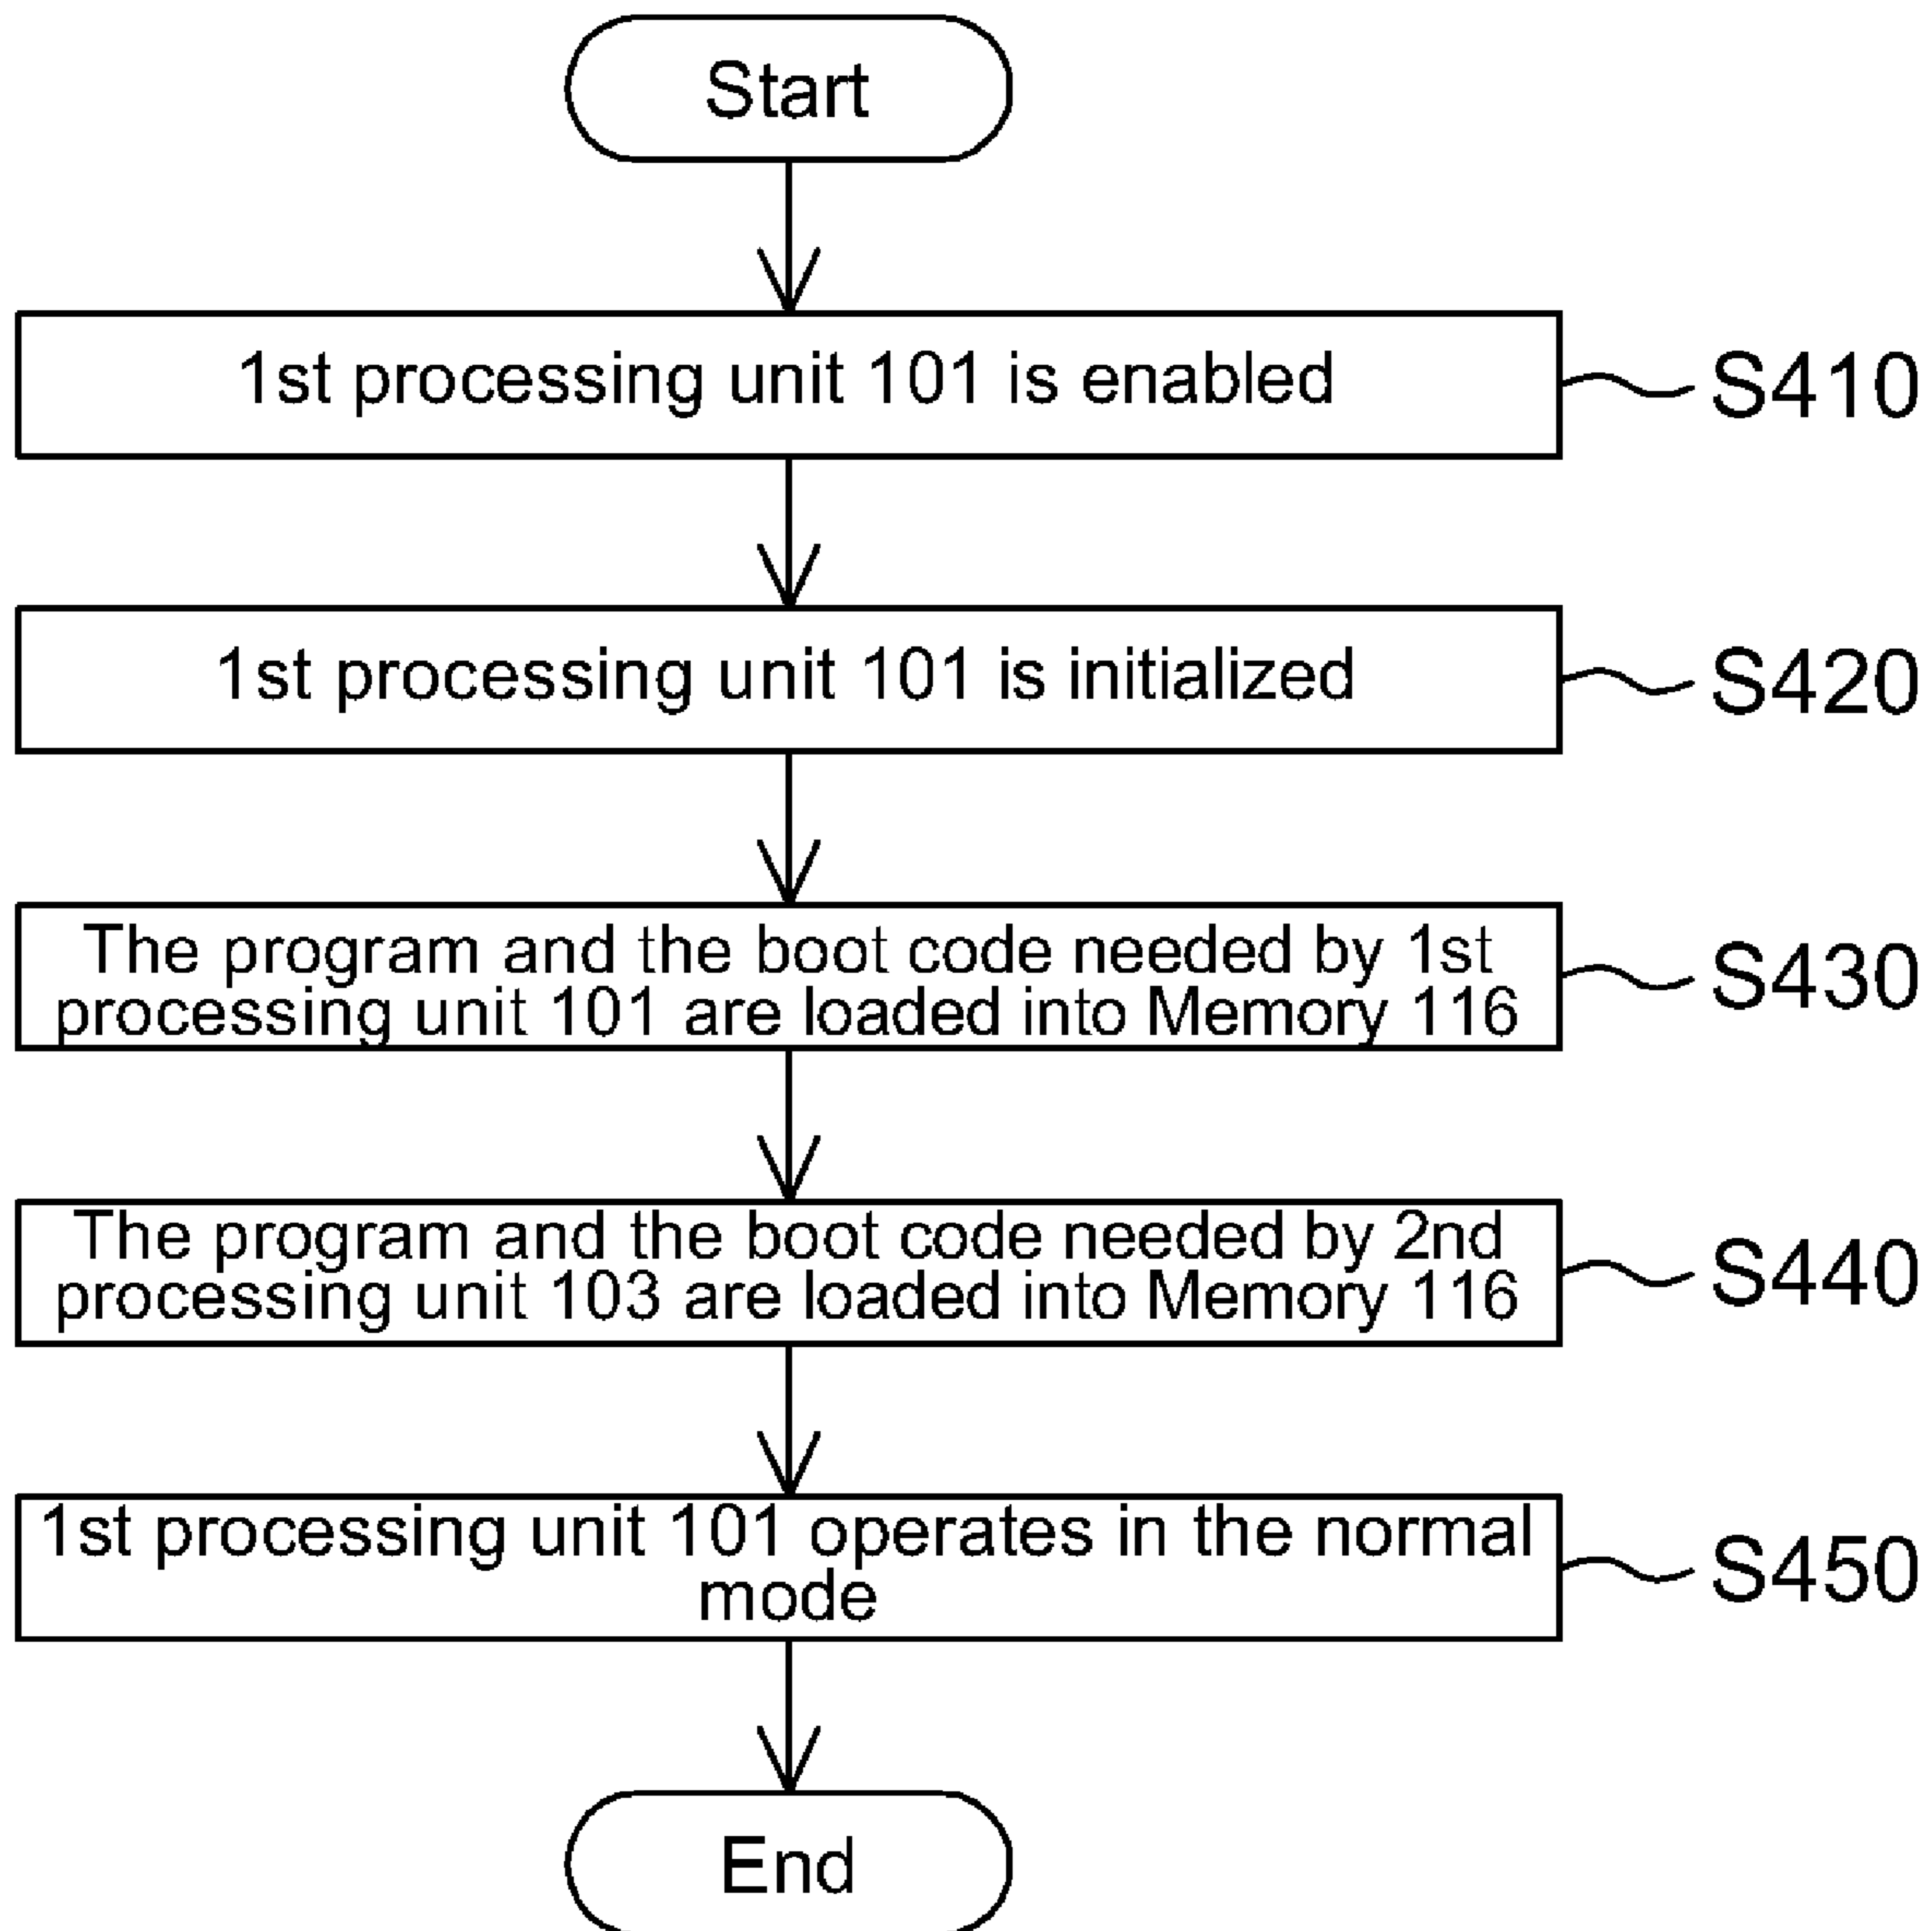 Start
1st processing unit 101 is enabled
S410
1st processing unit 101 is initialized
S420
The program and the boot code needed by 1st
processing unit 101 are loaded into Memory 116
S430
The program and the boot code needed by 2nd
processing unit 103 are loaded into Memory 116
S440
1st processing unit 101 operates in the normal
mode
S450
End